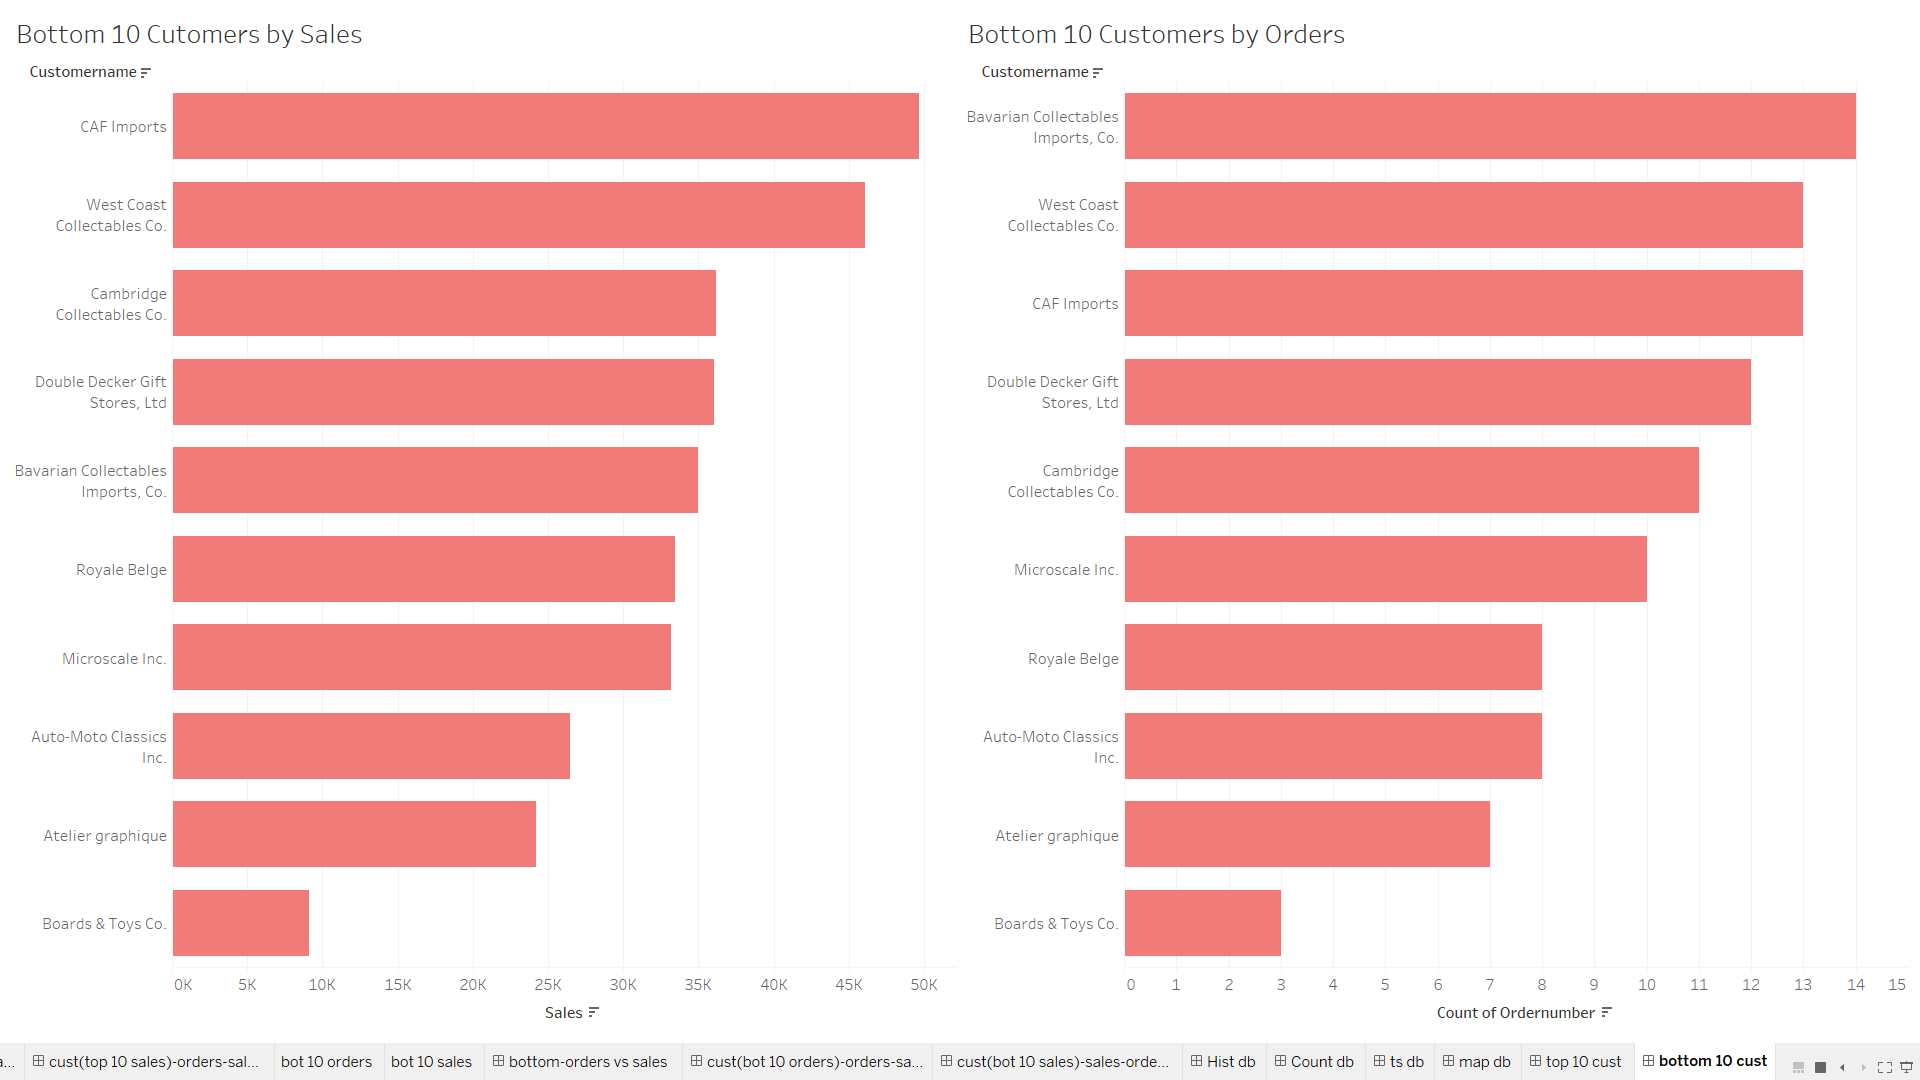 Bottom 10 Cutomers by Sales
Customername
CAF Imports
West Coast
Collectables Co.
Cambridge
Collectables Co.
Double Decker Gift
Stores, Ltd
Bavarian Collectables
Imports, Co.
Royale Belge
Microscale Inc.
Auto-Moto Classics
Inc.
Atelier graphique
Boards & Toys Co.
0K 5K 10K 15K 20K 25K 30K 35K 40K 45K 50K
Sales
Bottom 10 Customers by Orders
Customername
Bavarian Collectables
Imports, Co.
West Coast
Collectables Co.
CAF Imports
Double Decker Gift
Stores, Ltd
Cambridge
Collectables Co.
Microscale Inc.
Royale Belge
Auto-Moto Classics
Inc.
Atelier graphique
Boards & Toys Co.
0 1 2 3 4 5 6 7 8 9 10 11 12 13 14 15
Count of Ordernumber
a... cust(top 10 sales)-orders-sal... bot 10 orders bot 10 sales bottom-orders vs sales cust(bot 10 orders)-orders-sa... cust(bot 10 sales)-sales-orde... Hist db Count db ts db map db top 10 cust bottom 10 cust